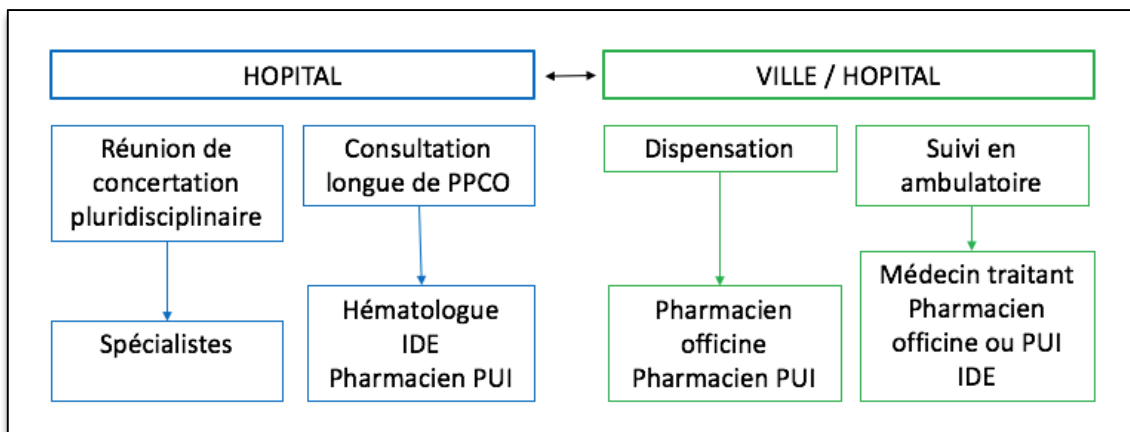 HOPITAL
VILLE / HOPITAL
Réunion de
concertation
pluridisciplinaire
Consultation
longue de PPCO
Dispensation
Suivi en
ambulatoire
Spécialistes
Hématologue
IDE
Pharmacien PUI
Pharmacien
officine
Pharmacien PUI
Médecin traitant
Pharmacien
officine ou PUI
IDE